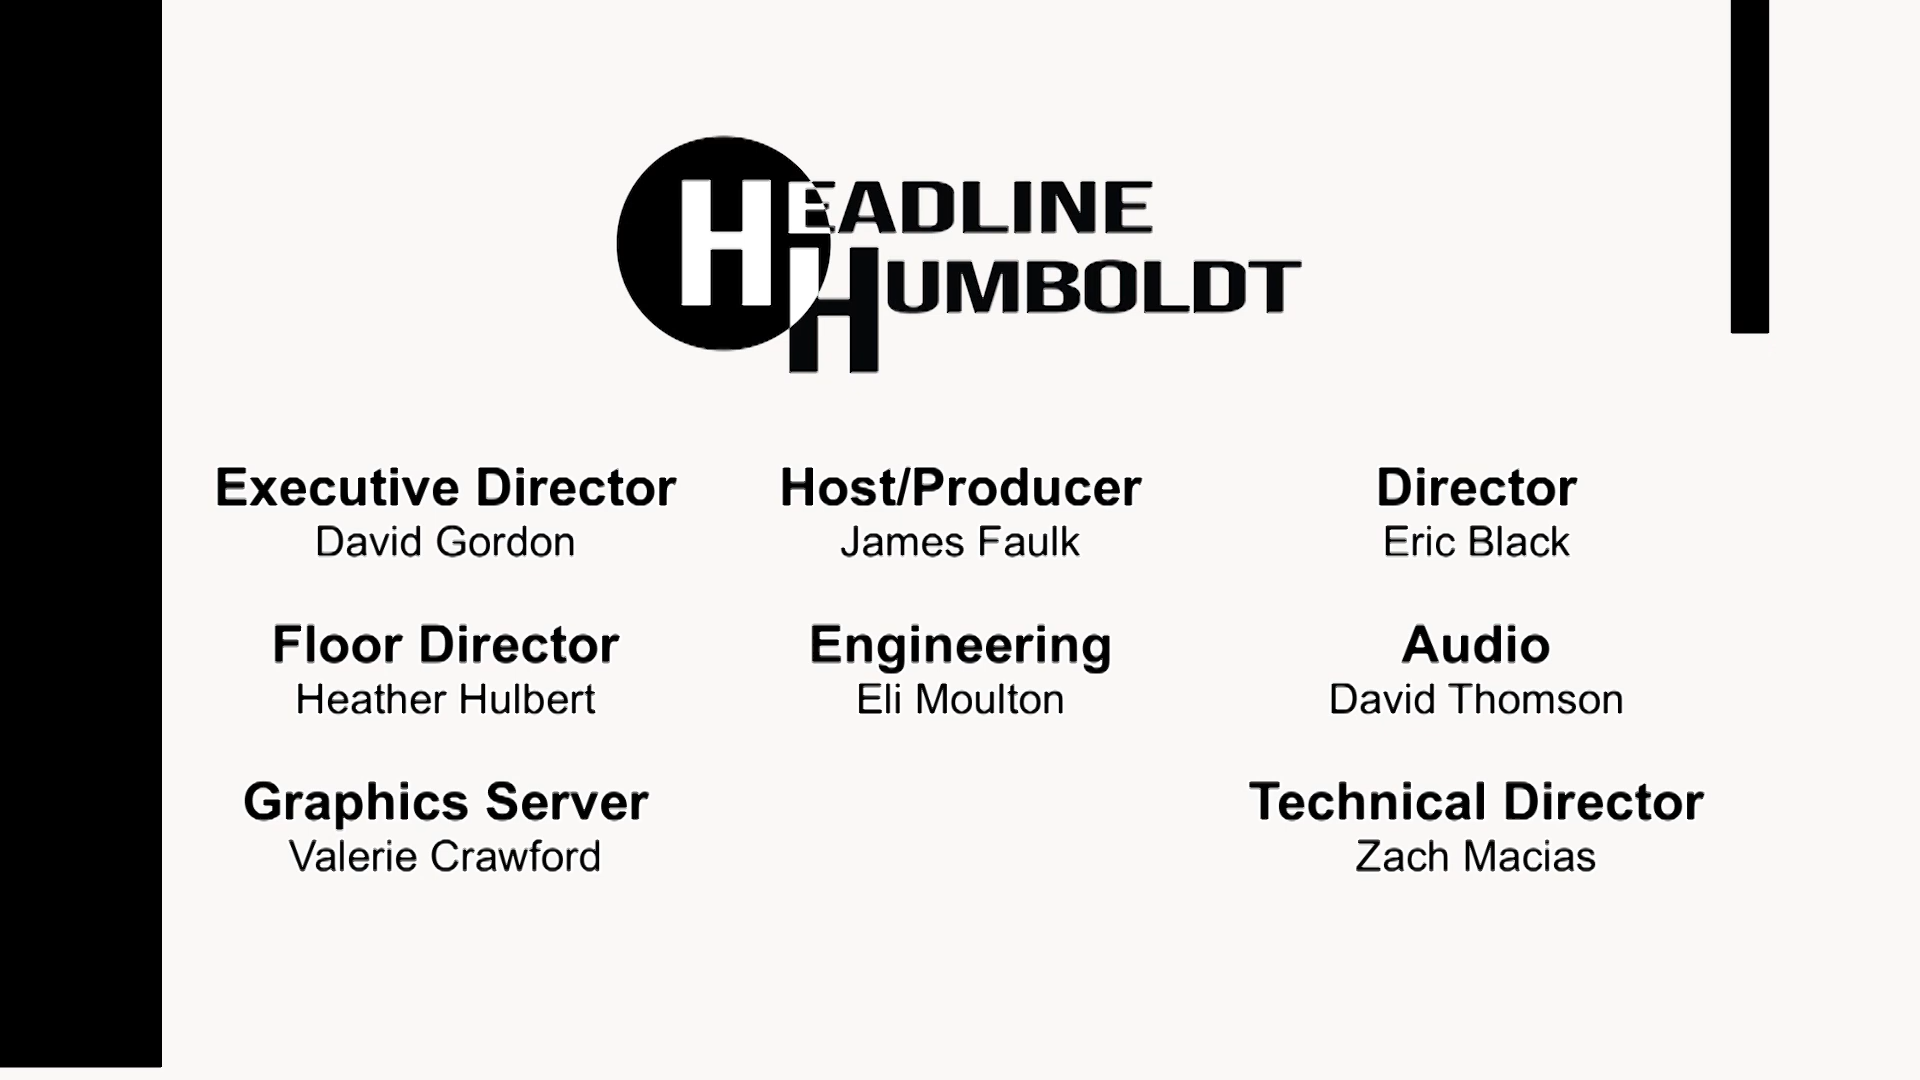 HEADLINE
HUMBOLDT
Executive Director
David Gordon
Host/Producer
James Faulk
Director
Eric Black
Floor Director
Heather Hulbert
Engineering
Eli Moulton
Audio
David Thomson
Graphics Server
Valerie Crawford
Technical Director
Zach Macias